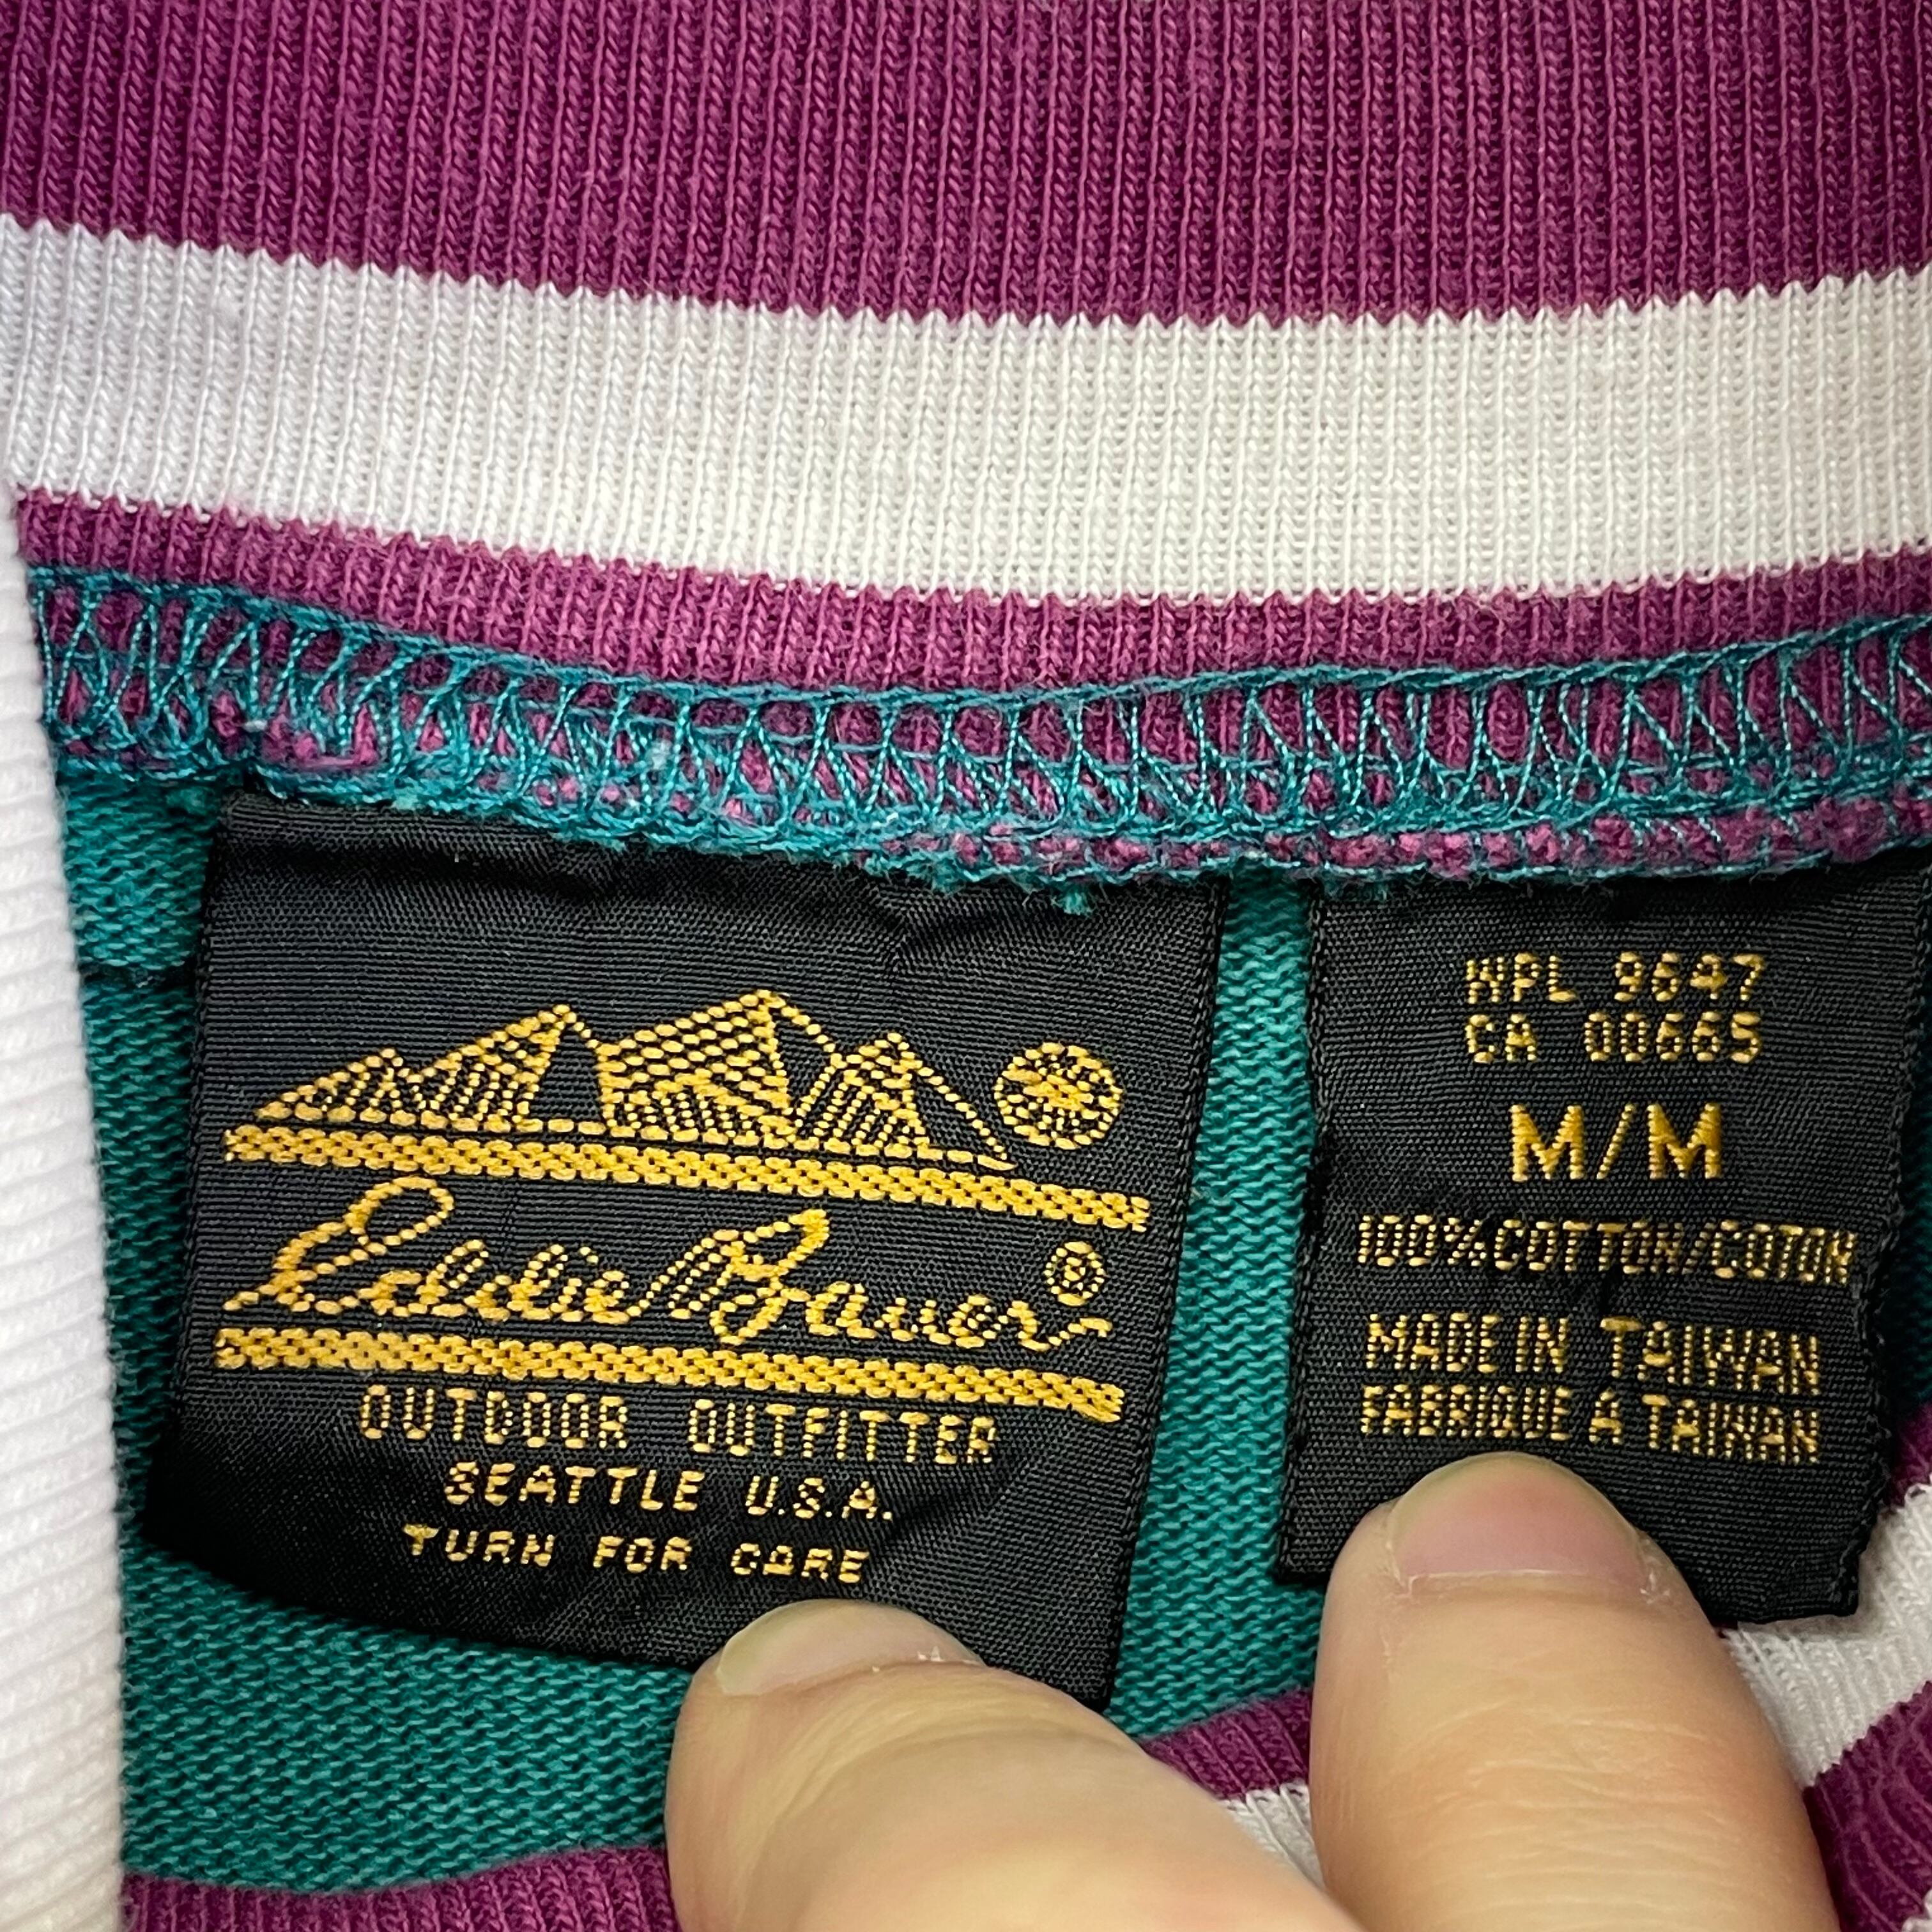 Eddie Bauer®
OUTDOOR OUTFITTER
SEATTLE U.S.A.
TURN FOR CARE
WPL 9647
CA 00665
M/M
100%COTTON/COTON
MADE IN TAIWAN
FABRIQUE A TAIWAN